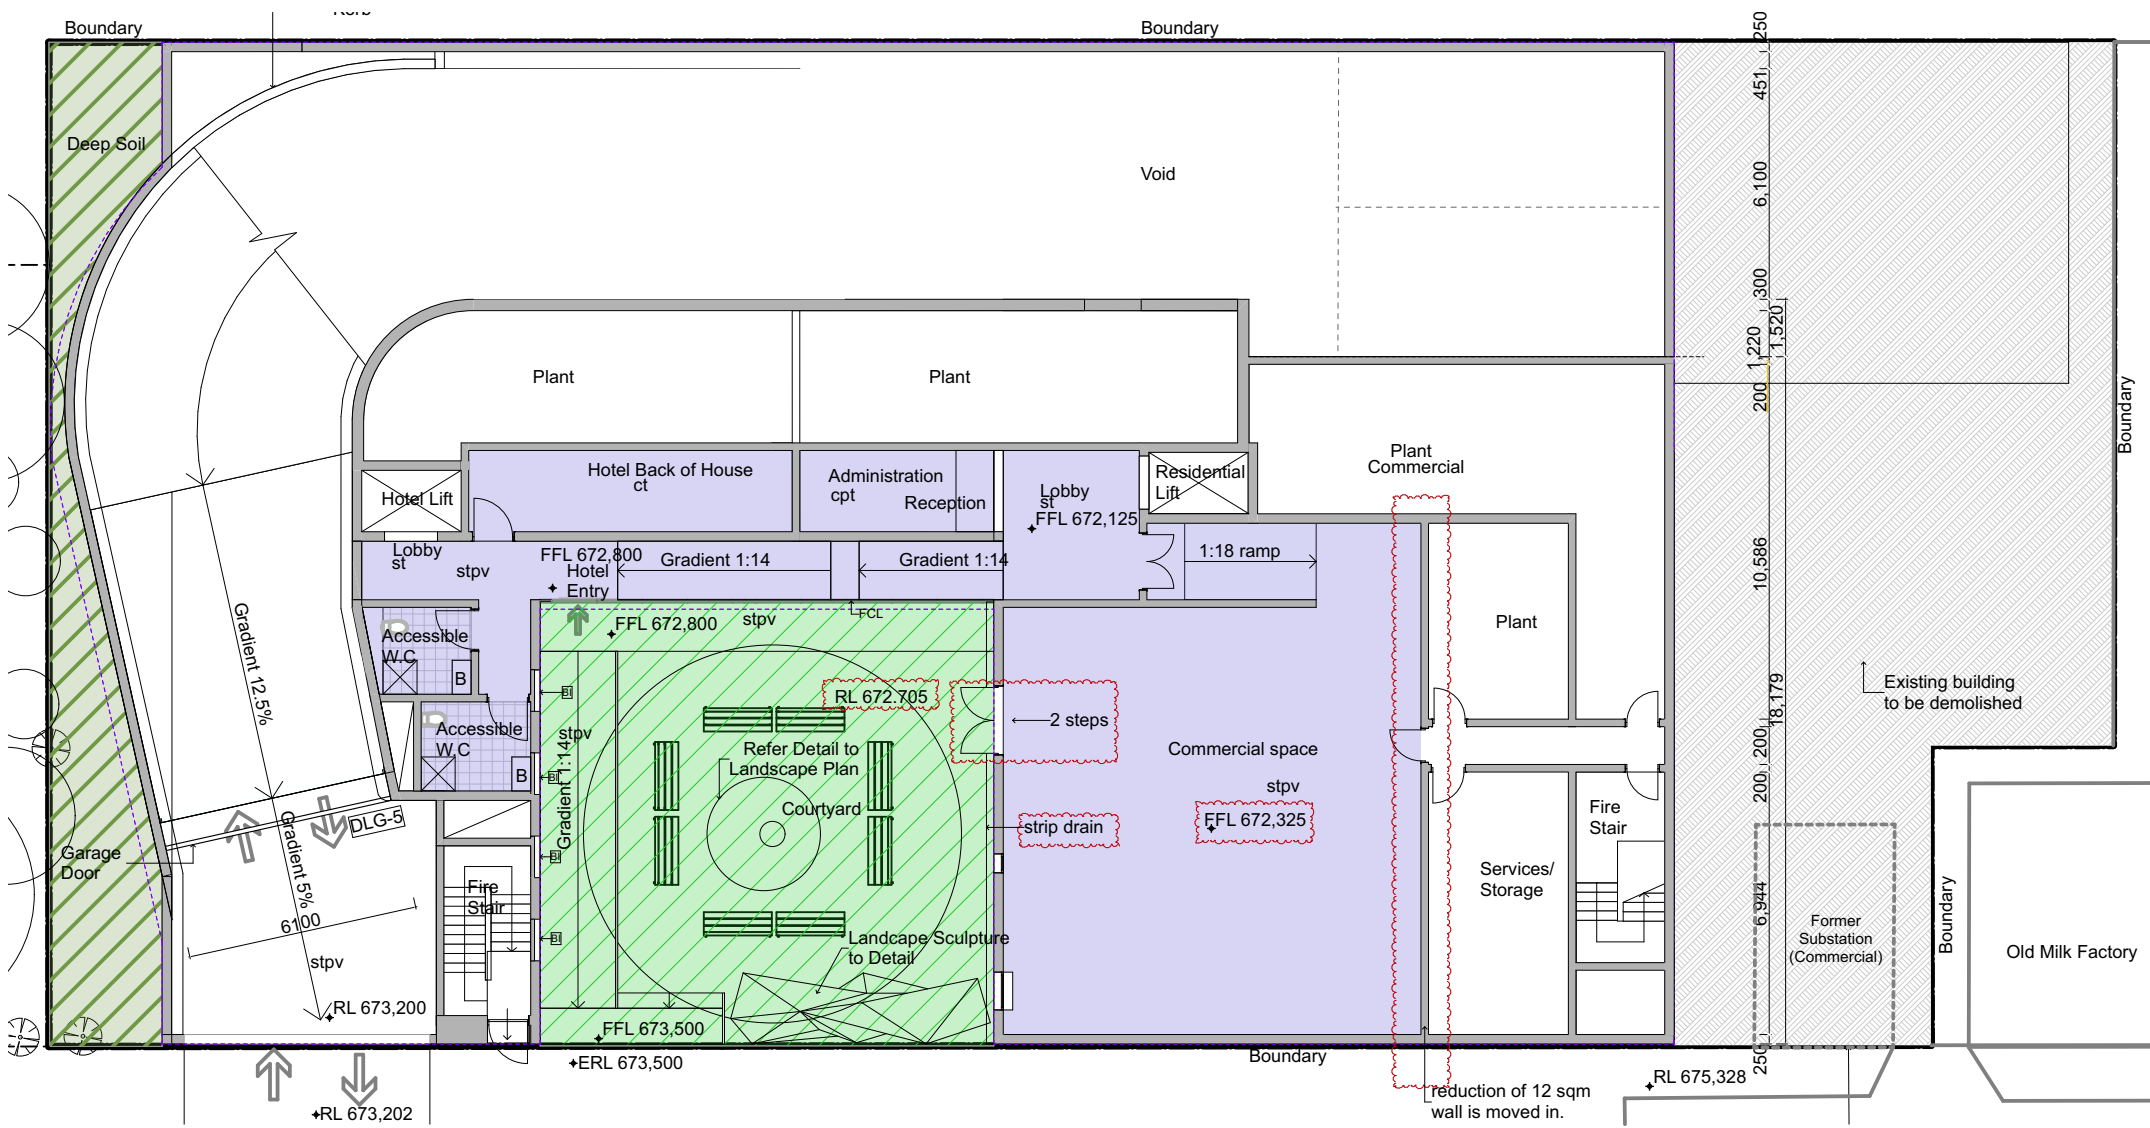 Boundary
Boundary
250
451
Deep Soil
Void
6,100
300
1,520
1,220
200
Plant
Plant
Boundary
Plant
Commercial
Hotel Back of House
ct
Administration
cpt
Reception
Hotel Lift
Lobby
st
FFL 672,125
Residential
Lift
Lobby
st
stpv
FFL 672,800
Hotel
Entry
Gradient 1:14
Gradient 1:14
1:18 ramp
10,586
FCL
FFL 672,800
stpv
Plant
Accessible
W.C
B
Gradient 12.5%
BI
RL 672.705
2 steps
18,179
Existing building
to be demolished
Accessible
W.C
B
stpv
Gradient 1:14
BI
Refer Detail to
Landscape Plan
Commercial space
stpv
200
200
Courtyard
strip drain
FFL 672,325
Fire
Stair
DLG-5
Gradient 5%
Garage
Door
BI
Fire
Stair
Services/
Storage
6,944
Former
Substation
(Commercial)
Boundary
Old Milk Factory
6100
stpv
BI
Landcape Sculpture
to Detail
RL 673,200
FFL 673,500
ERL 673,500
Boundary
250
RL 675,328
reduction of 12 sqm
wall is moved in.
RL 673,202